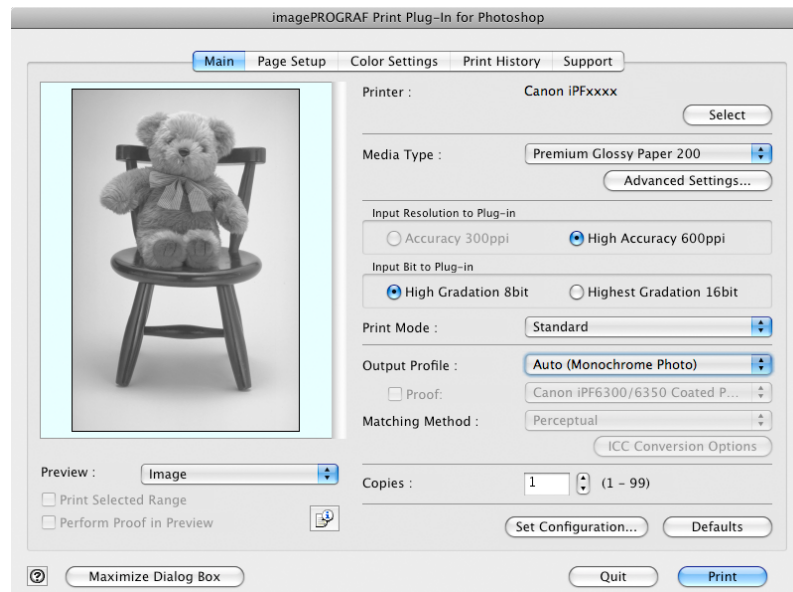 imagePROGRAF Print Plug-In for Photoshop
Main Page Setup Color Settings Print History Support
Printer : Canon iPFxxxx
Select
Media Type : Premium Glossy Paper 200
Advanced Settings...
Input Resolution to Plug-in
Accuracy 300ppi High Accuracy 600ppi
Input Bit to Plug-in
High Gradation 8bit Highest Gradation 16bit
Print Mode : Standard
Output Profile : Auto (Monochrome Photo)
Proof: Canon iPF6300/6350 Coated P...
Matching Method : Perceptual
ICC Conversion Options
Preview : Image
Print Selected Range
Perform Proof in Preview
Copies : 1 (1 – 99)
Set Configuration... Defaults
? Maximize Dialog Box Quit Print